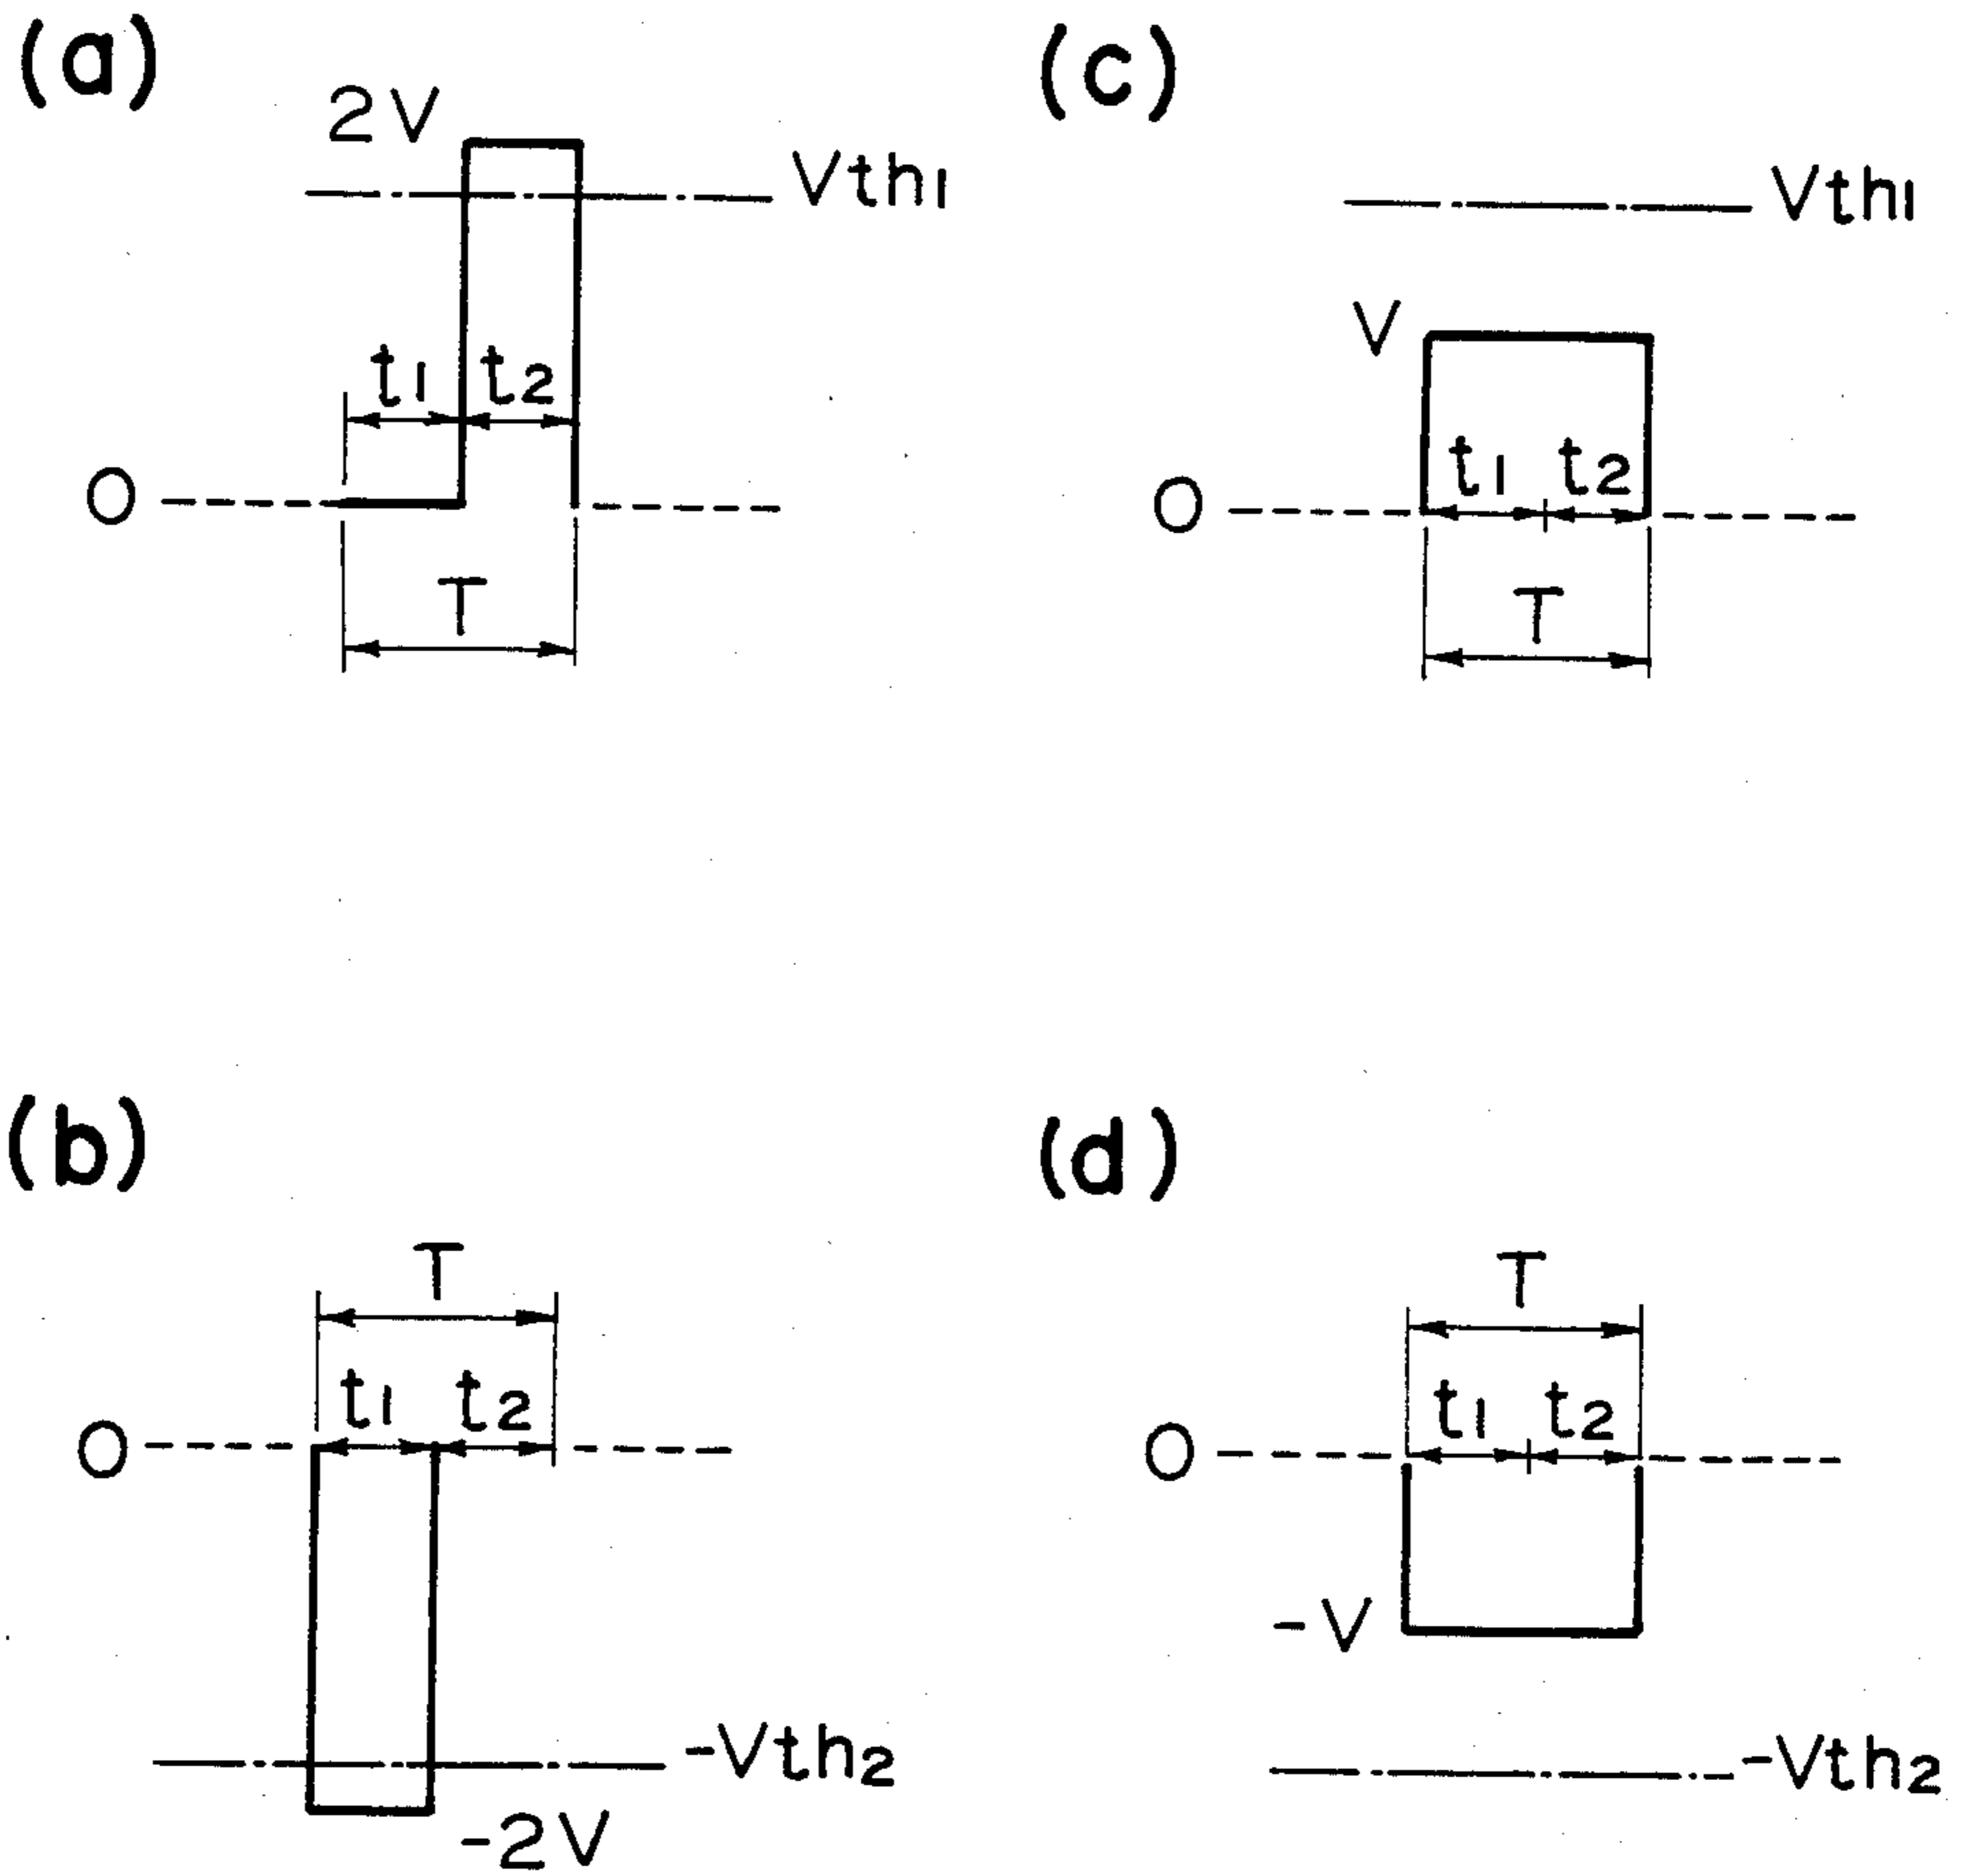 (a)
2V
Vth1
t1 t2
O
T
(c)
Vth1
V
t1 t2
O
T
(b)
T
t1 t2
O
-Vth2
-2V
(d)
T
t1 t2
O
-V
-Vth2